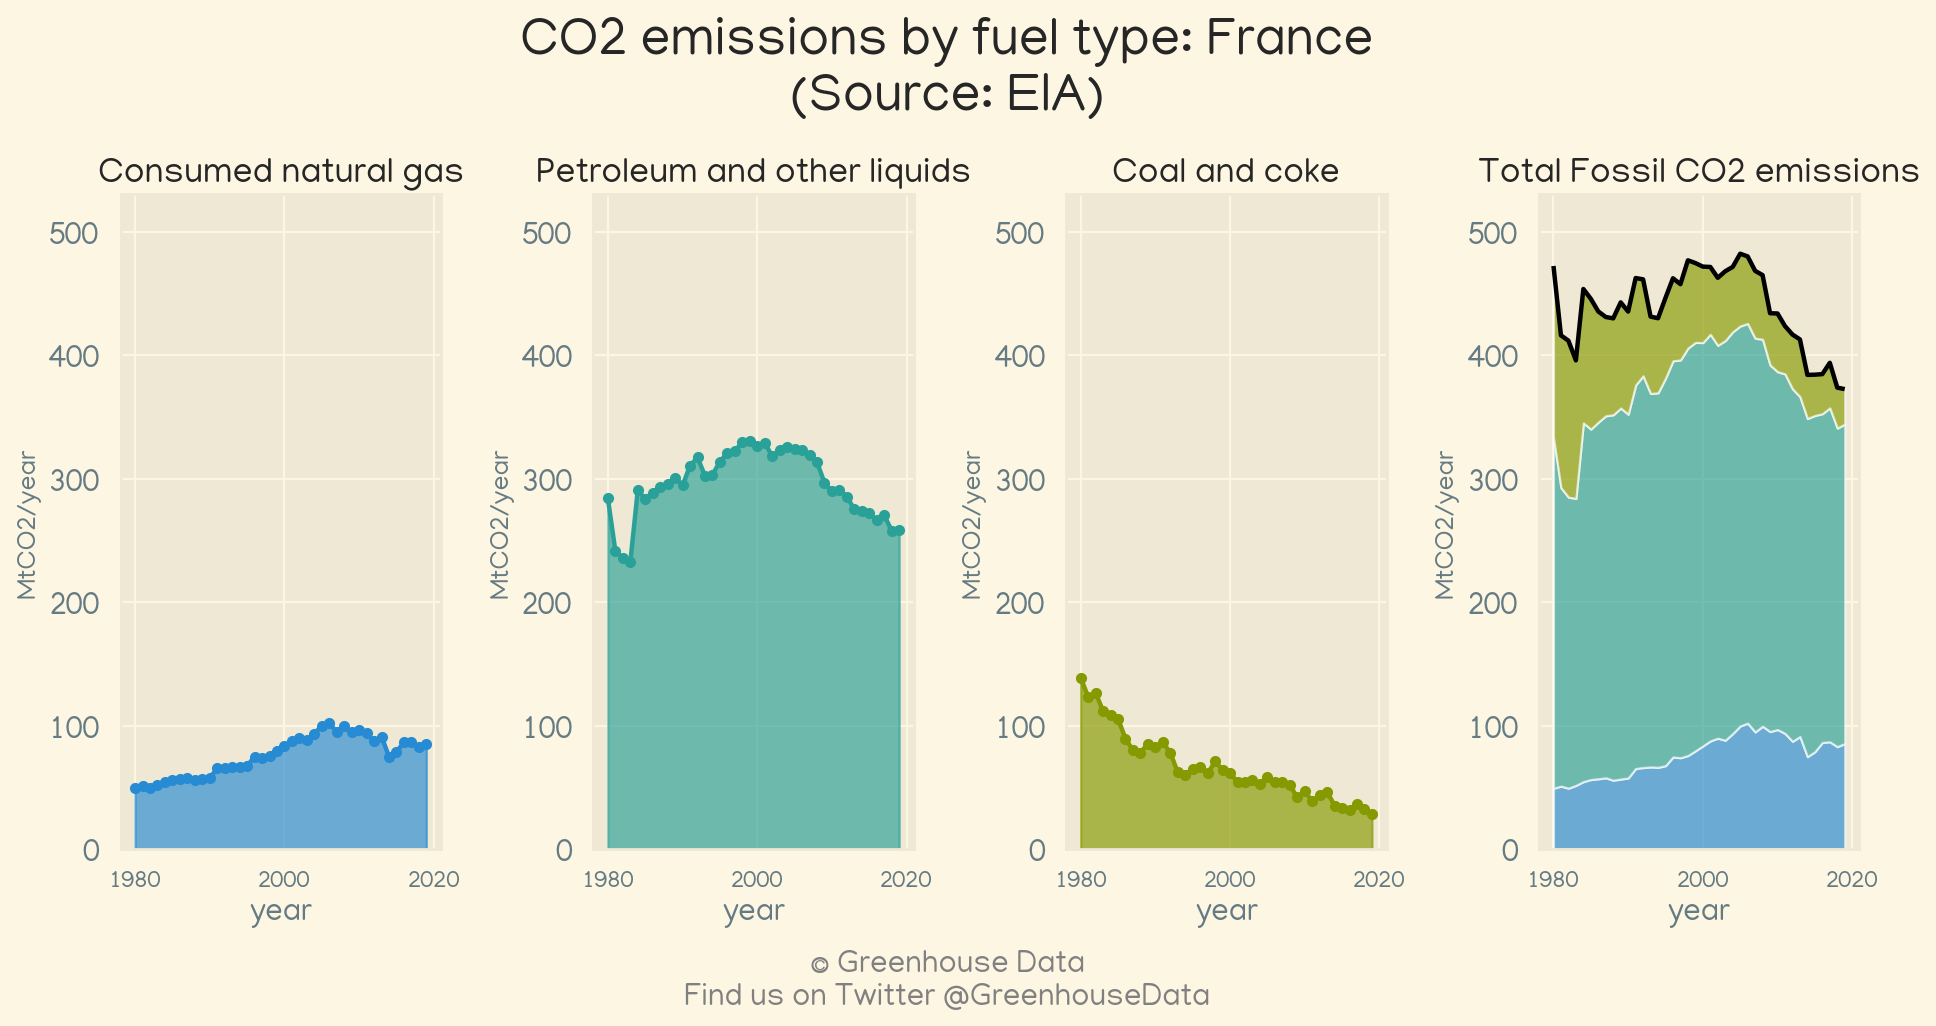 CO2 emissions by fuel type: France
(Source: EIA)
Consumed natural gas
Petroleum and other liquids
Coal and coke
Total Fossil CO2 emissions
MtCO2/year
500
400
300
200
100
0
1980 2000 2020
year
MtCO2/year
500
400
300
200
100
0
1980 2000 2020
year
MtCO2/year
500
400
300
200
100
0
1980 2000 2020
year
MtCO2/year
500
400
300
200
100
0
1980 2000 2020
year
© Greenhouse Data
Find us on Twitter @GreenhouseData